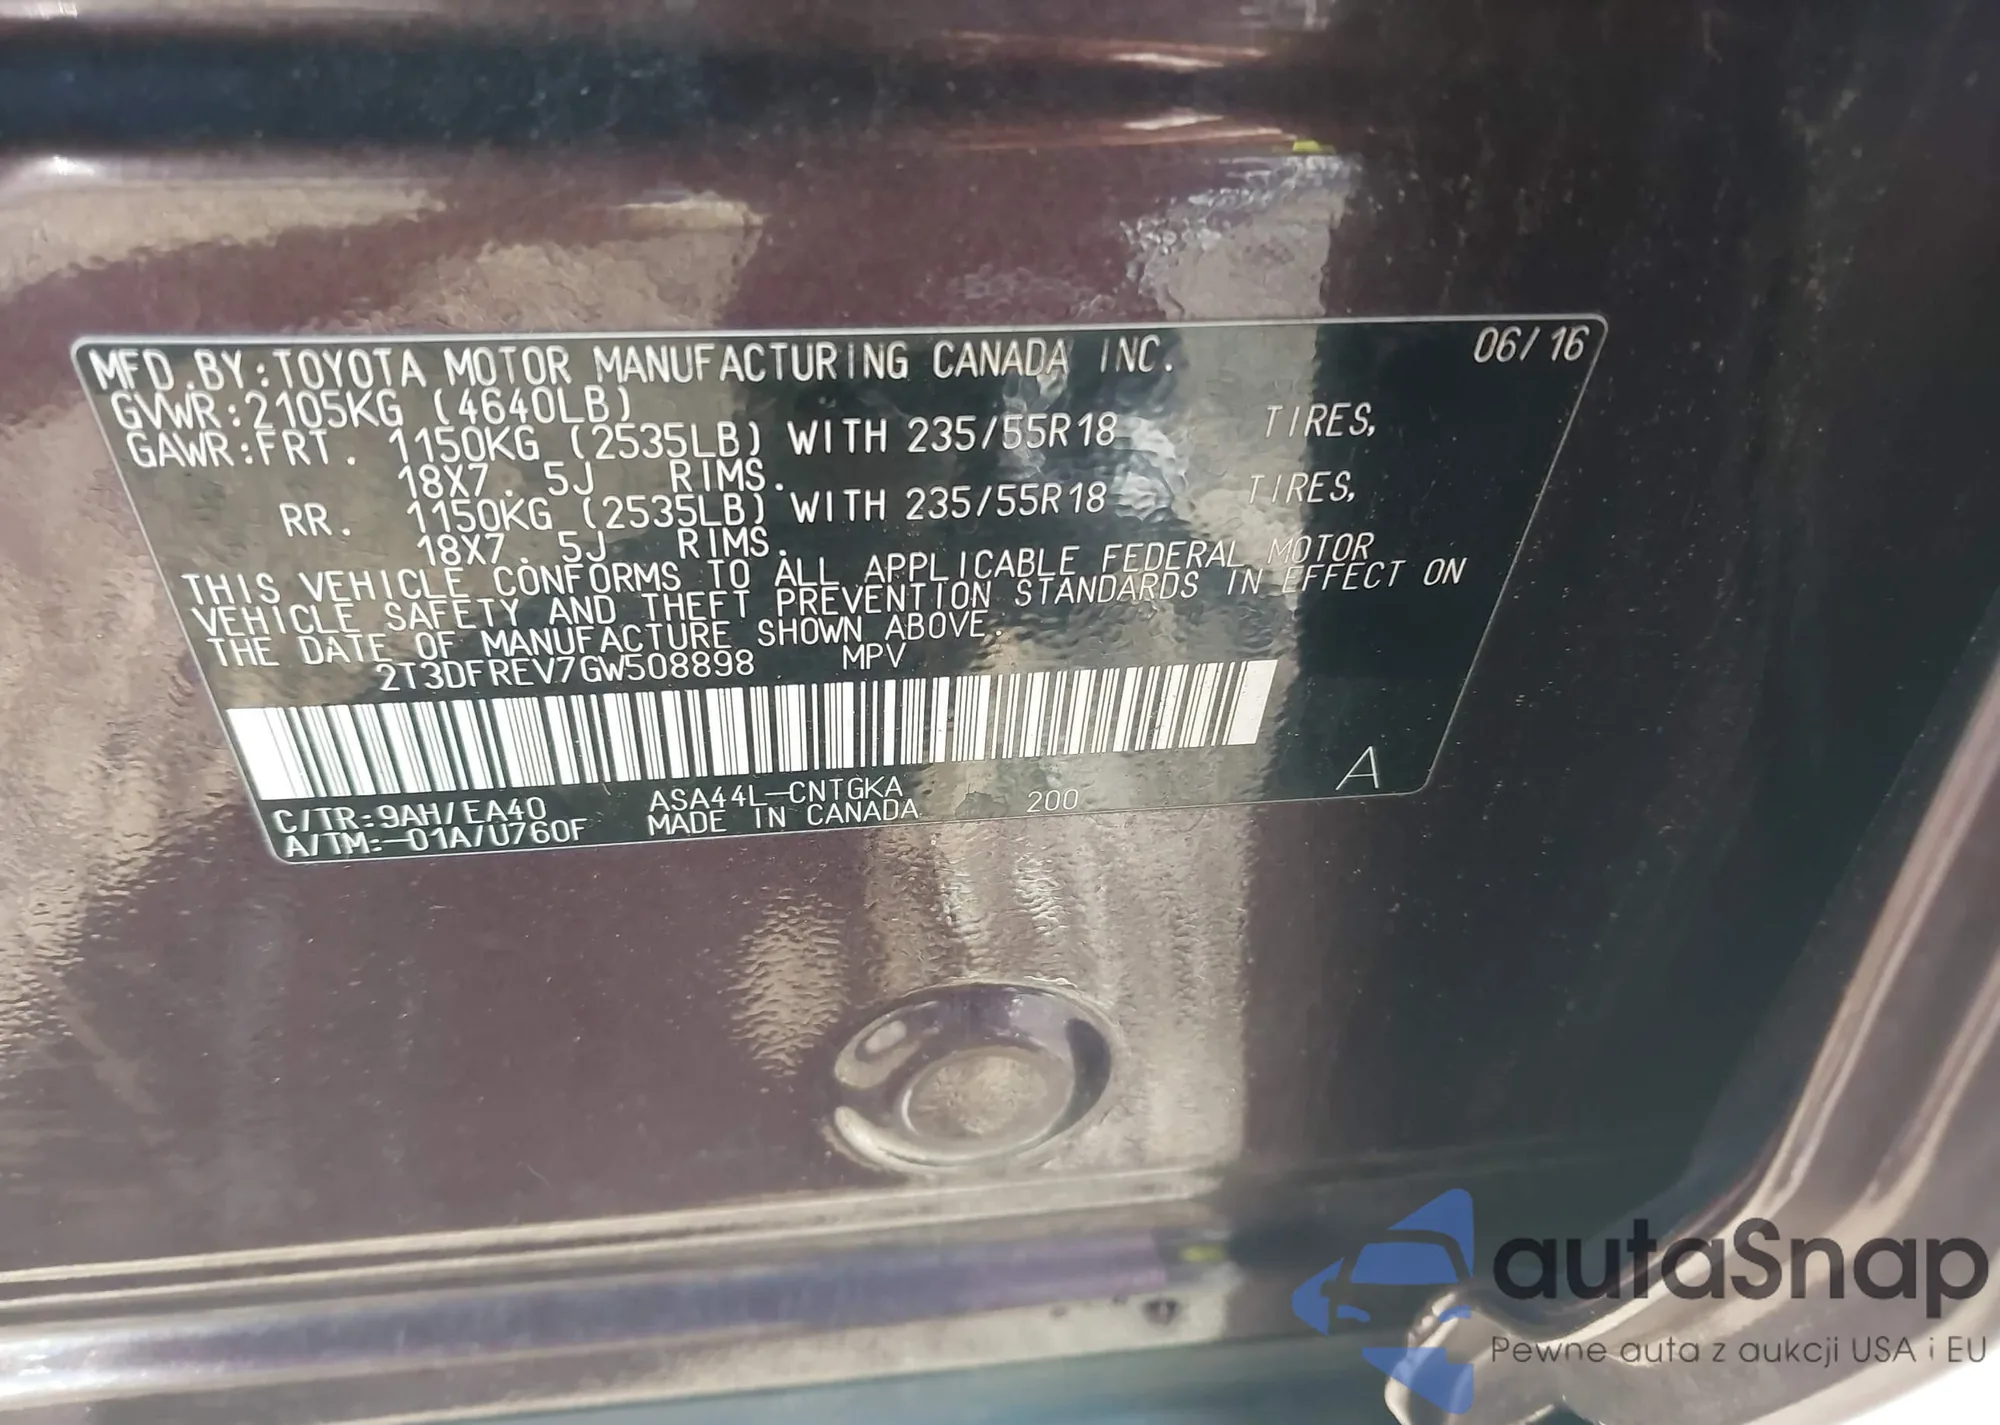 MFD.BY:TOYOTA MOTOR MANUFACTURING CANADA INC. 06/16
GVWR:2105KG (4640LB)
GAWR:FRT. 1150KG (2535LB) WITH 235/55R18 TIRES,
18X7.5J RIMS.
RR. 1150KG (2535LB) WITH 235/55R18 TIRES,
18X7.5J RIMS.
THIS VEHICLE CONFORMS TO ALL APPLICABLE FEDERAL MOTOR
VEHICLE SAFETY AND THEFT PREVENTION STANDARDS IN EFFECT ON
THE DATE OF MANUFACTURE SHOWN ABOVE.
2T3DFREV7GW508898 MPV
C/TR:9AH/EA40 ASA44L-CNTGKA 200 A
A/TM:-01A/U760F MADE IN CANADA
autaSnap
Pewne auta z aukcji USA i EU